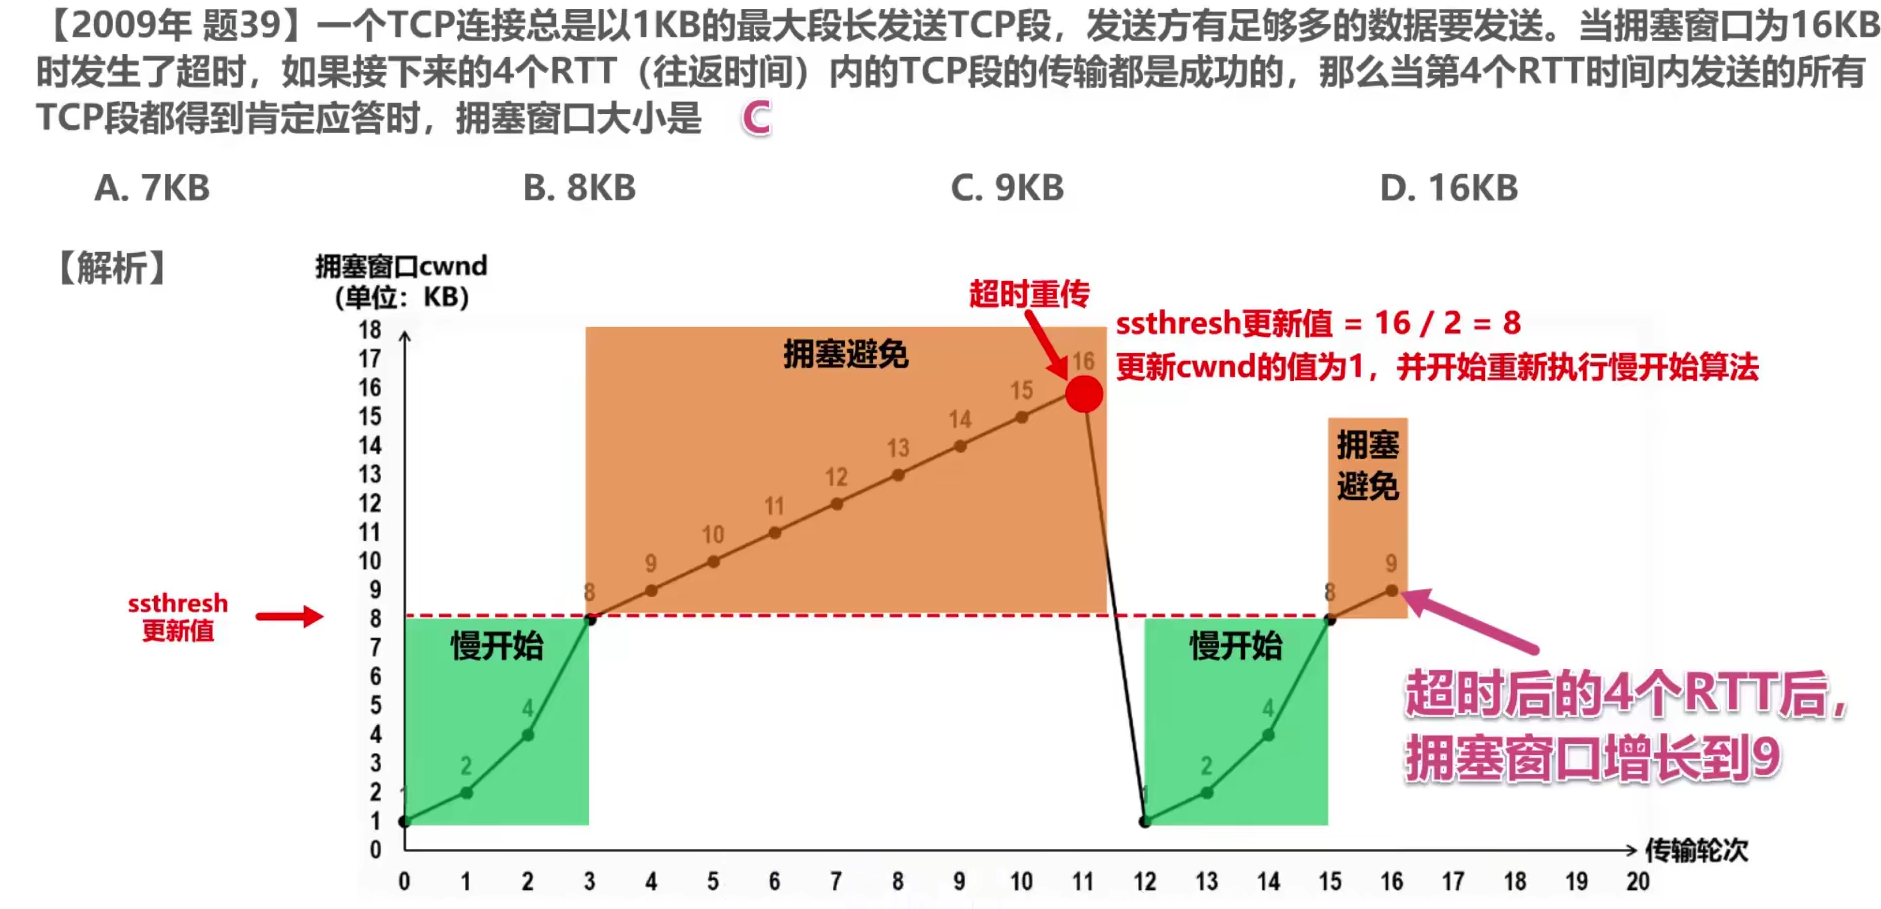 【2009年 题39】一个TCP连接总是以1KB的最大段长发送TCP段，发送方有足够多的数据要发送。当拥塞窗口为16KB
时发生了超时，如果接下来的4个RTT（往返时间）内的TCP段的传输都是成功的，那么当第4个RTT时间内发送的所有
TCP段都得到肯定应答时，拥塞窗口大小是 C
A. 7KB B. 8KB C. 9KB D. 16KB
【解析】
拥塞窗口cwnd
（单位：KB）
超时重传
ssthresh更新值 = 16 / 2 = 8
更新cwnd的值为1，并开始重新执行慢开始算法
拥塞避免
拥塞
避免
18
17
16
15
14
13
12
11
10
9
8
7
6
5
4
3
2
1
0
ssthresh
更新值
慢开始
慢开始
1
2
4
8
9
10
11
12
13
14
15
16
1
2
4
8
9
超时后的4个RTT后，
拥塞窗口增长到9
传输轮次
0 1 2 3 4 5 6 7 8 9 10 11 12 13 14 15 16 17 18 19 20